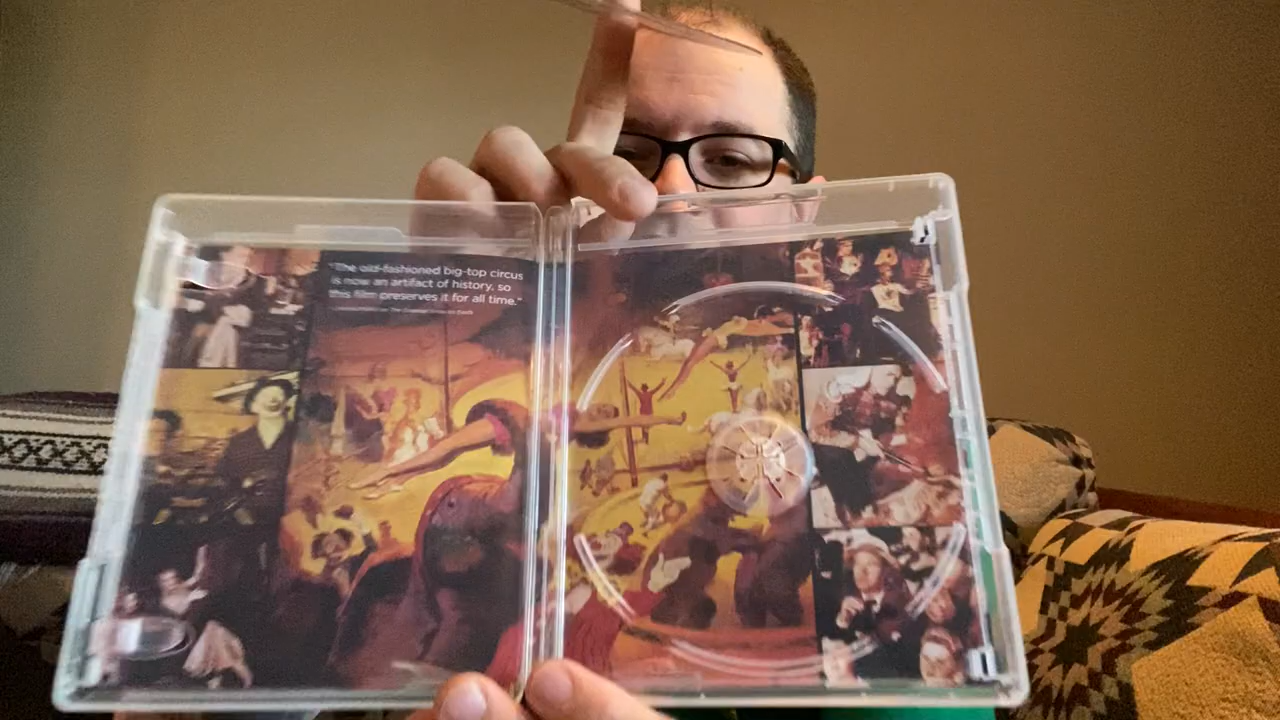 "The old-fashioned big-top circus
is now an artifact of history, so
this film preserves it for all time."